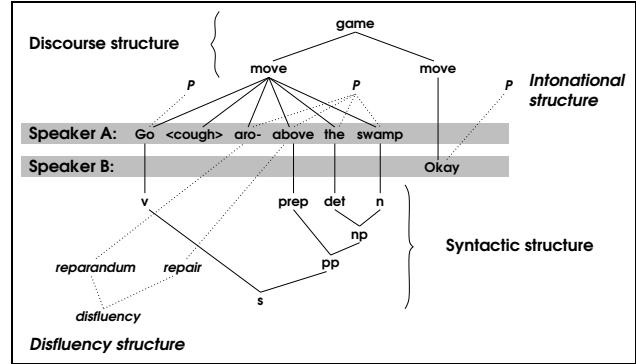 game
Discourse structure
move
move
P
P
P
Intonational
structure
Speaker A: Go <cough> aro- above the swamp
Speaker B: Okay
v
prep
det
n
np
Syntactic structure
reparandum
repair
pp
s
disfluency
Disfluency structure